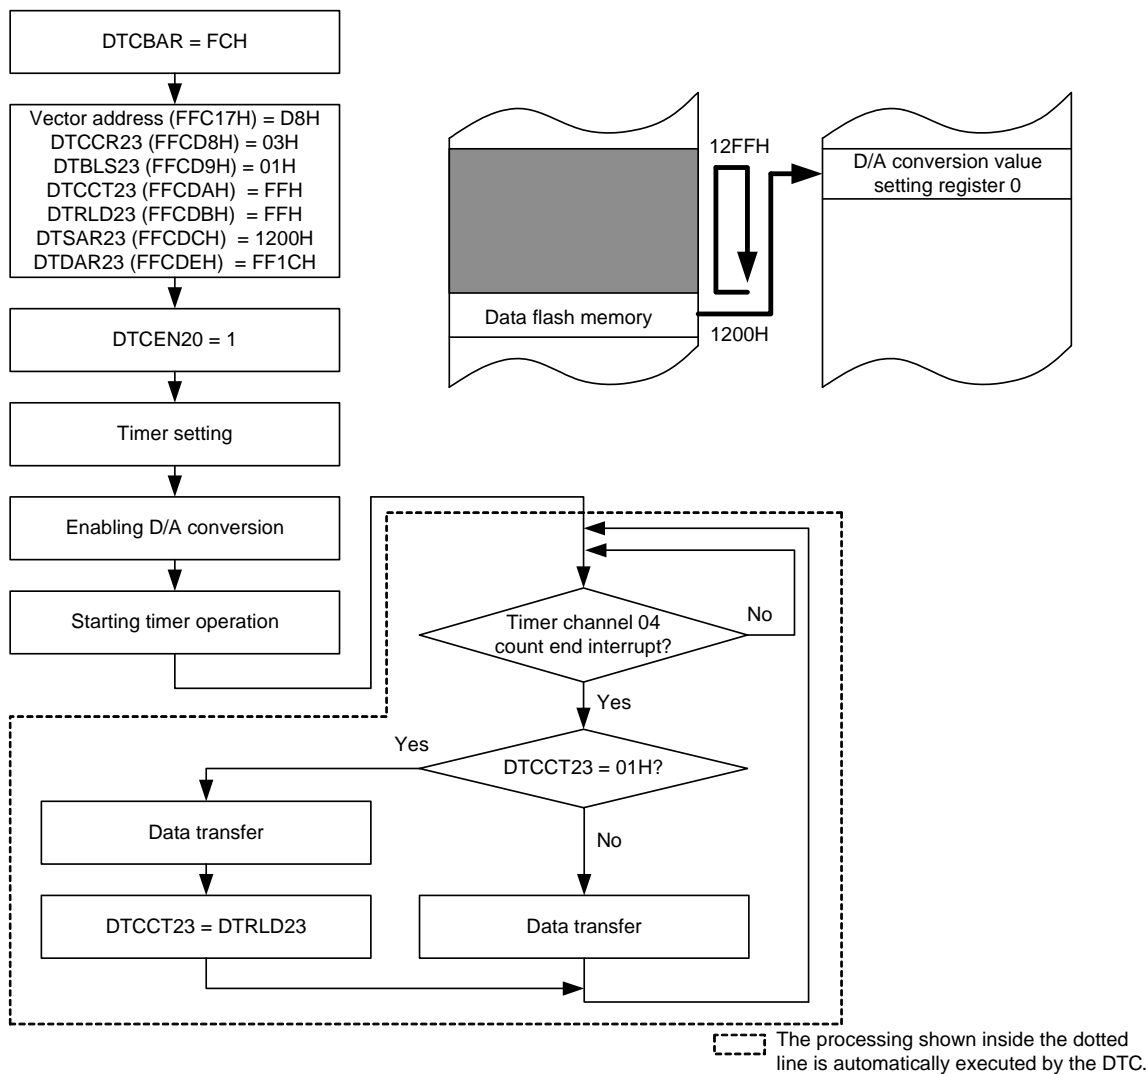 DTCBAR = FCH
Vector address (FFC17H) = D8H
DTCCR23 (FFCD8H) = 03H
DTBLS23 (FFCD9H) = 01H
DTCCT23 (FFCDAH) = FFH
DTRLD23 (FFCDBH) = FFH
DTSAR23 (FFCDCH) = 1200H
DTDAR23 (FFCDEH) = FF1CH
DTCEN20 = 1
Timer setting
Enabling D/A conversion
Starting timer operation
12FFH
D/A conversion value
setting register 0
Data flash memory
1200H
Timer channel 04
count end interrupt?
No
Yes
DTCCT23 = 01H?
Yes
No
Data transfer
DTCCT23 = DTRLD23
Data transfer
The processing shown inside the dotted
line is automatically executed by the DTC.